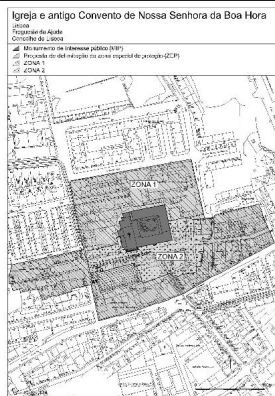 Igreja e antigo Convento de Nossa Senhora da Boa Hora
Lisboa
Freguesia da Ajuda
Concelho de Lisboa
Monumento de interesse público (MIP)
Proposta de delimitação da zona especial de proteção (ZEP)
ZONA 1
ZONA 2
ZONA 1
ZONA 2